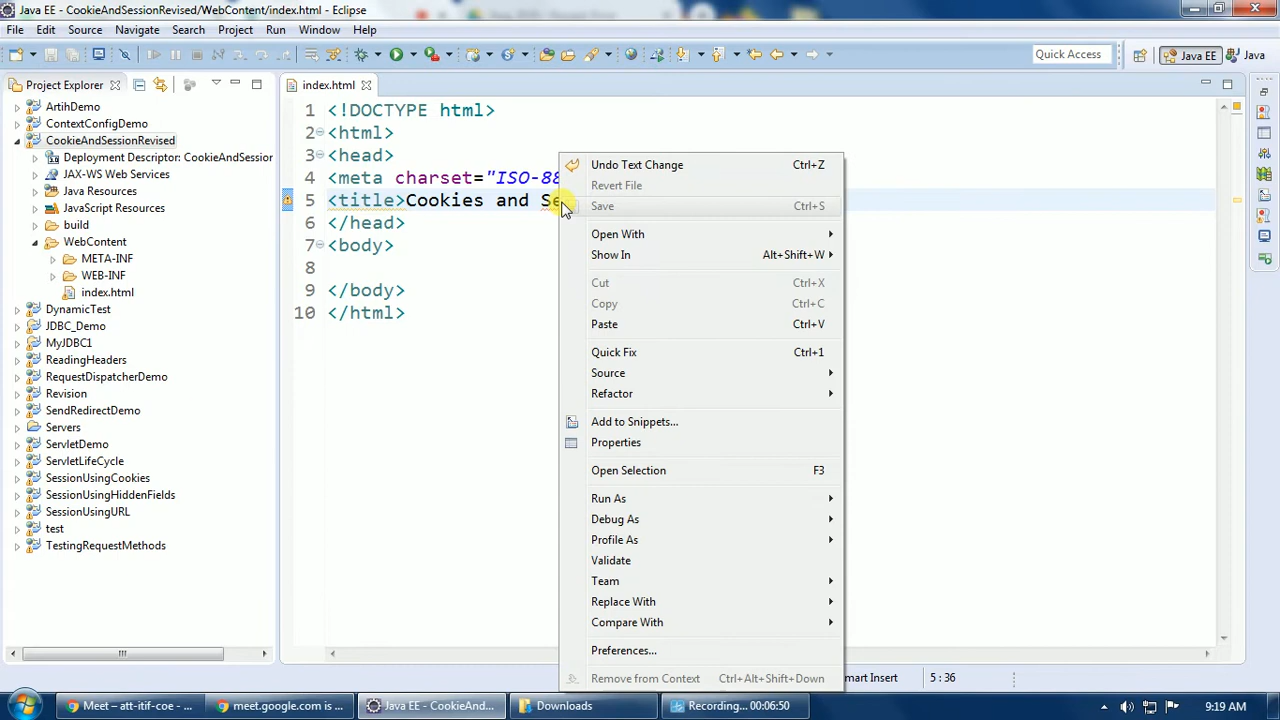 Java EE - CookieAndSessionRevised/WebContent/index.html - Eclipse
File Edit Source Navigate Search Project Run Window Help
Quick Access
Java EE
Java
Project Explorer
ArtihDemo
ContextConfigDemo
CookieAndSessionRevised
Deployment Descriptor: CookieAndSession
JAX-WS Web Services
Java Resources
JavaScript Resources
build
WebContent
META-INF
WEB-INF
index.html
DynamicTest
JDBC_Demo
MyJDBC1
ReadingHeaders
RequestDispatcherDemo
Revision
SendRedirectDemo
Servers
ServletDemo
ServletLifeCycle
SessionUsingCookies
SessionUsingHiddenFields
SessionUsingURL
test
TestingRequestMethods
index.html
1 <!DOCTYPE html>
2 <html>
3 <head>
4 <meta charset="ISO-88
5 <title>Cookies and Se
6 </head>
7 <body>
8
9 </body>
10 </html>
Undo Text Change Ctrl+Z
Revert File
Save Ctrl+S
Open With
Show In Alt+Shift+W
Cut Ctrl+X
Copy Ctrl+C
Paste Ctrl+V
Quick Fix Ctrl+1
Source
Refactor
Add to Snippets...
Properties
Open Selection F3
Run As
Debug As
Profile As
Validate
Team
Replace With
Compare With
Preferences...
Remove from Context Ctrl+Alt+Shift+Down
mart Insert
5 : 36
Meet – att-itif-coe - ...
meet.google.com is ...
Java EE - CookieAnd...
Downloads
Recording... 00:06:50
9:19 AM